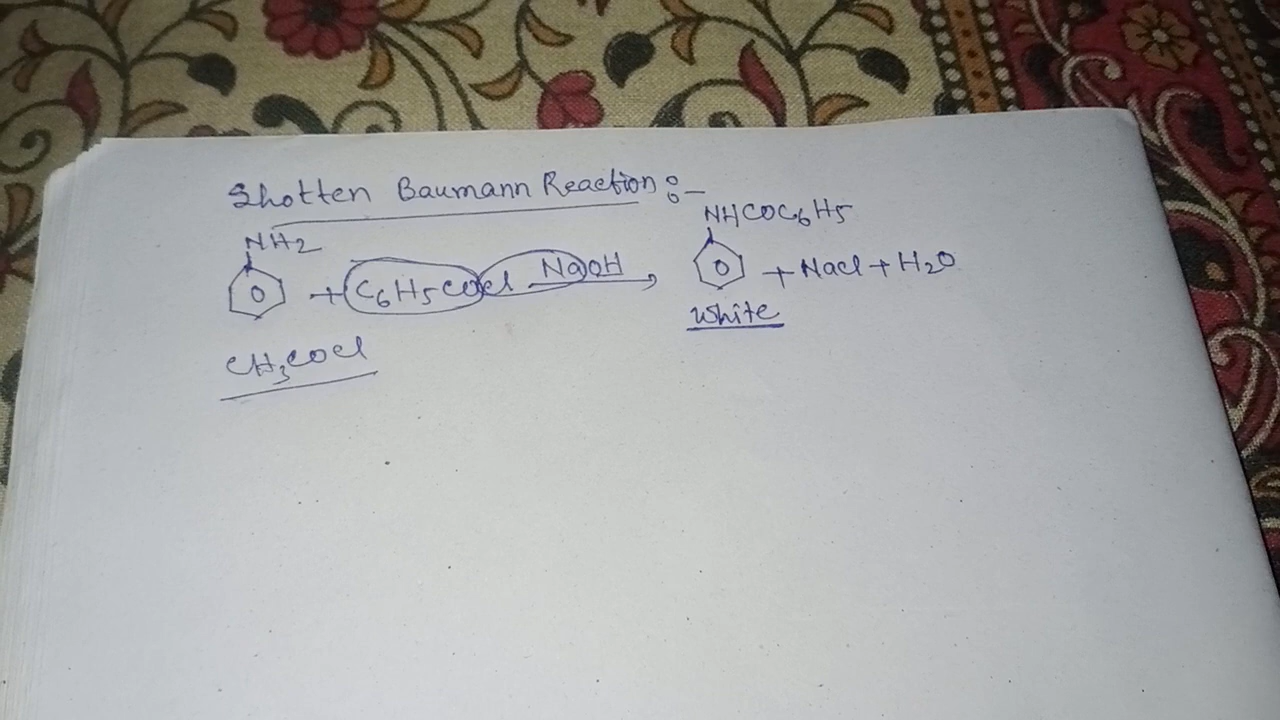 Shotten Baumann Reaction :-
NH2 NHCOC6H5
+ C6H5COCl NaOH → + NaCl + H2O
White
CH3COCl